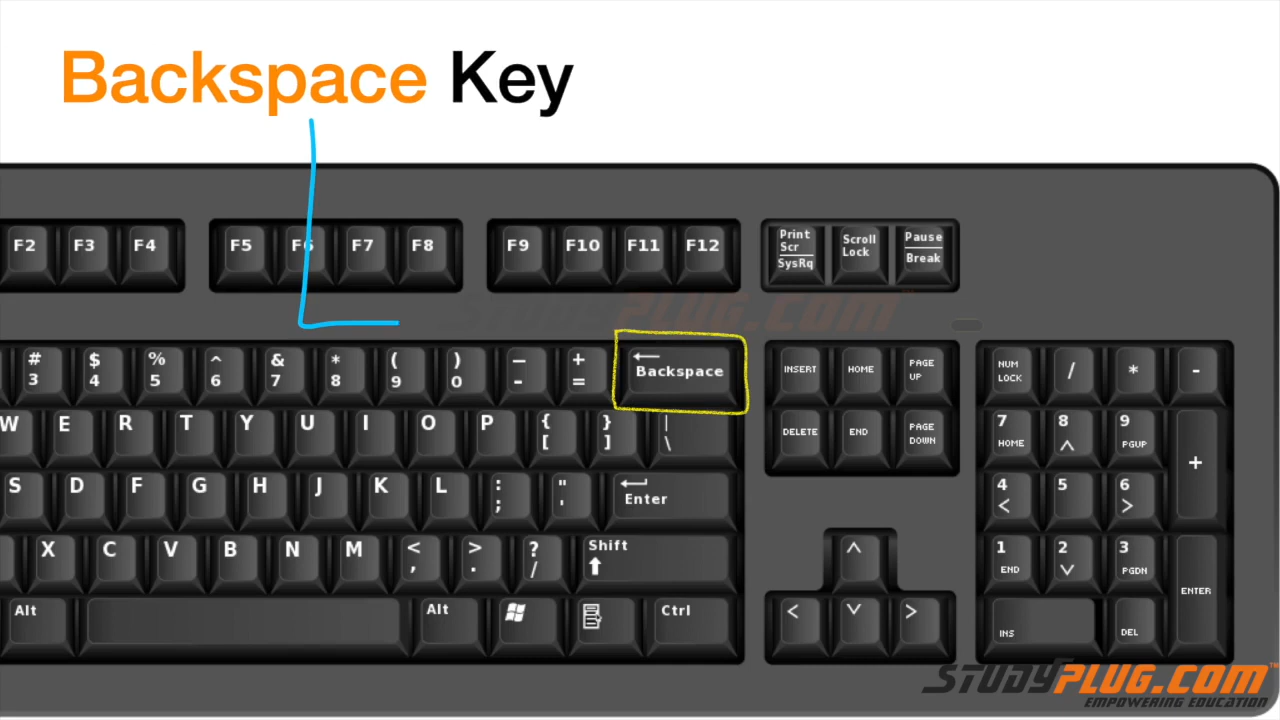 Backspace Key
F2 F3 F4 F5 F6 F7 F8 F9 F10 F11 F12 Print Scr SysRq Scroll Lock Pause Break
STUDYPLUG.COM™
# 3 $ 4 % 5 ^ 6 & 7 * 8 ( 9 ) 0 – - + = ← Backspace INSERT HOME PAGE UP NUM LOCK / * -
W E R T Y U I O P { [ } ] | \ DELETE END PAGE DOWN 7 HOME 8 ^ 9 PGUP +
S D F G H J K L : ; " ' Enter 4 < 5 6 >
X C V B N M < , > . ? / Shift ^ 1 END 2 3 PGDN ENTER
Alt Alt Ctrl < > INS DEL
STUDYPLUG.COM™
EMPOWERING EDUCATION